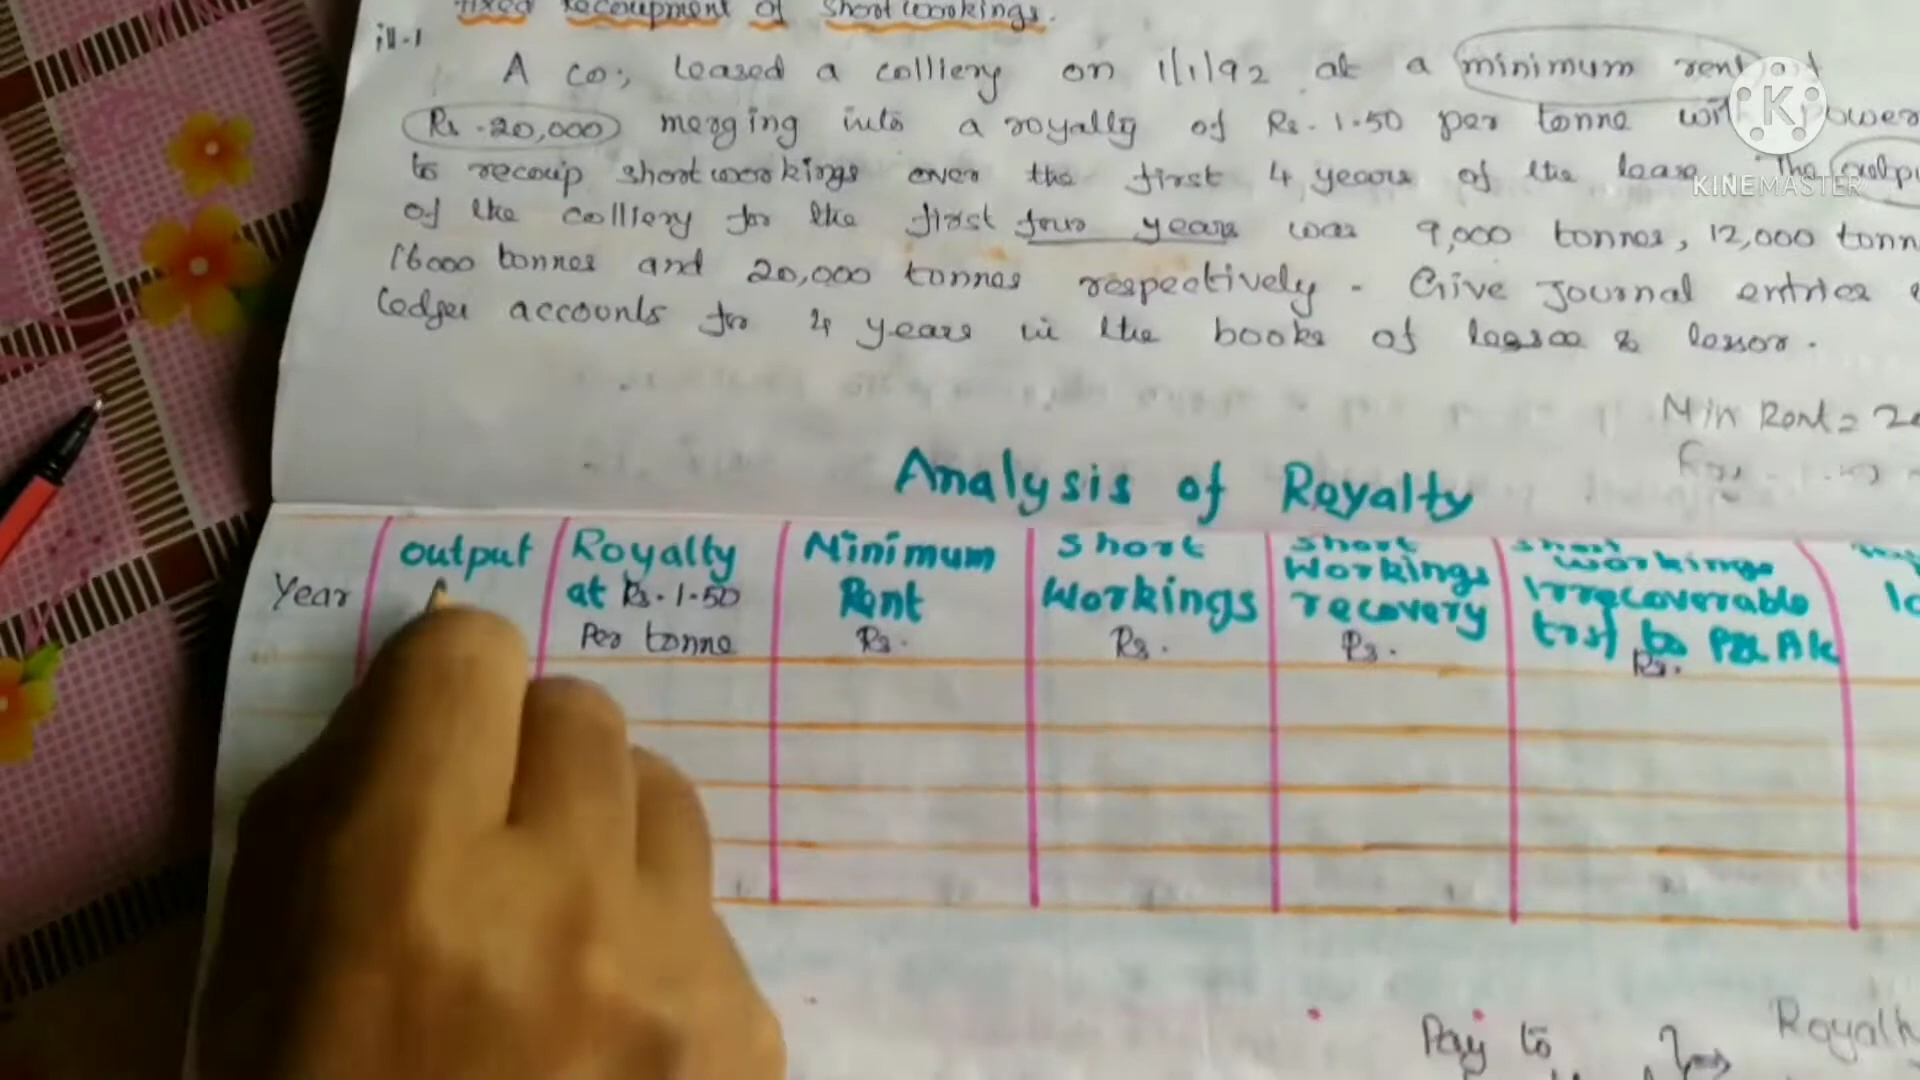 fixed recoupment of shortworkings.
ill-1
A co., leased a colliery on 1/1/92 at a minimum rent of
Rs.20,000 merging into a royalty of Rs.1.50 per tonne with power
to recoup shortworkings over the first 4 years of the lease. The outpu
of the colliery for the first four years was 9,000 tonnes, 12,000 tonn
16000 tonnes and 20,000 tonnes respectively. Give Journal entries
ledger accounts for 4 years in the books of lessee & lessor.
K
KINEMASTER
Min Rent = 20
Analysis of Royalty
Year
output
Royalty at Rs.1-50 Per tonne
Minimum Rent Rs.
Short Workings Rs.
Short Workings recovery Rs.
Short workings Irrecoverable to P&L A/c Rs.
Pay to
Royalty